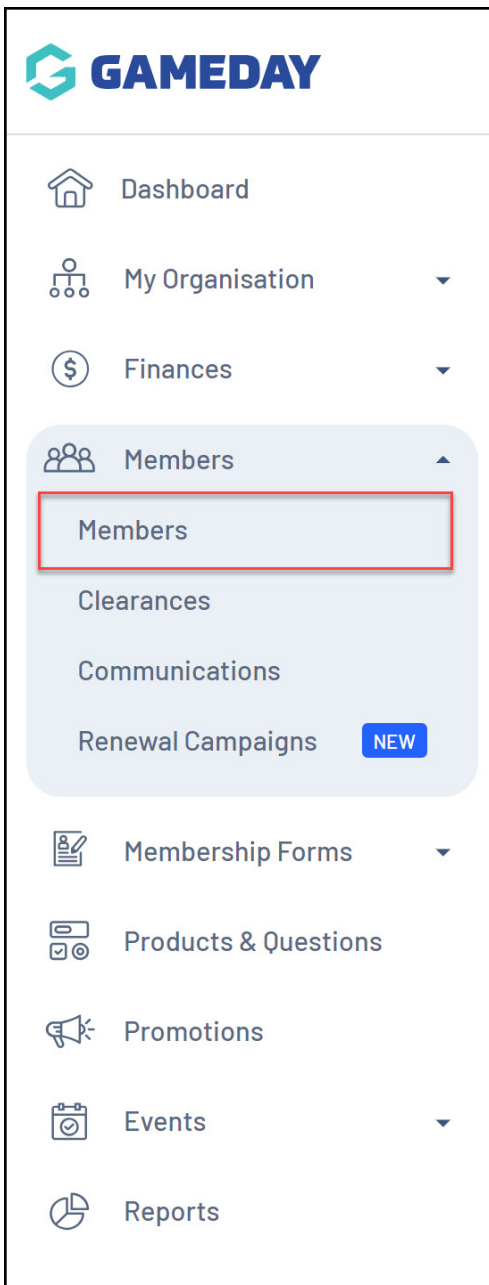 GAMEDAY
Dashboard
My Organisation
$
Finances
Members
Members
Clearances
Communications
Renewal Campaigns NEW
Membership Forms
Products & Questions
Promotions
Events
Reports